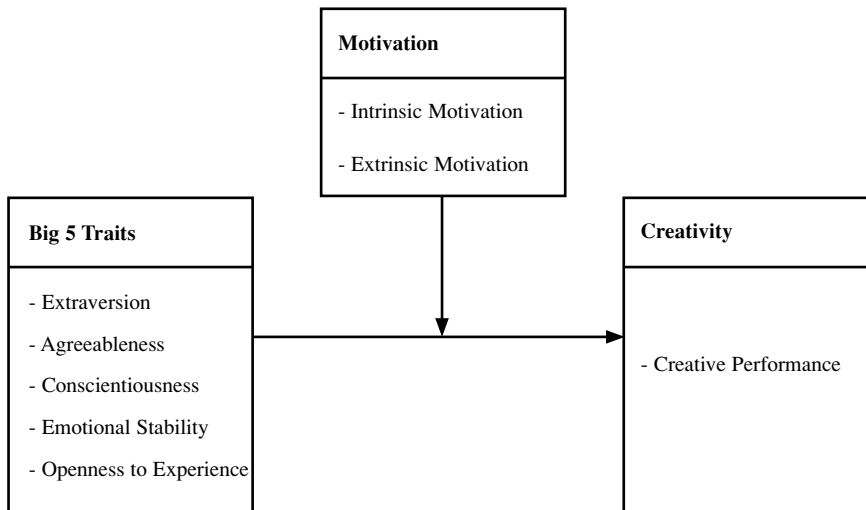 Motivation
- Intrinsic Motivation
- Extrinsic Motivation
Big 5 Traits
- Extraversion
- Agreeableness
- Conscientiousness
- Emotional Stability
- Openness to Experience
Creativity
- Creative Performance